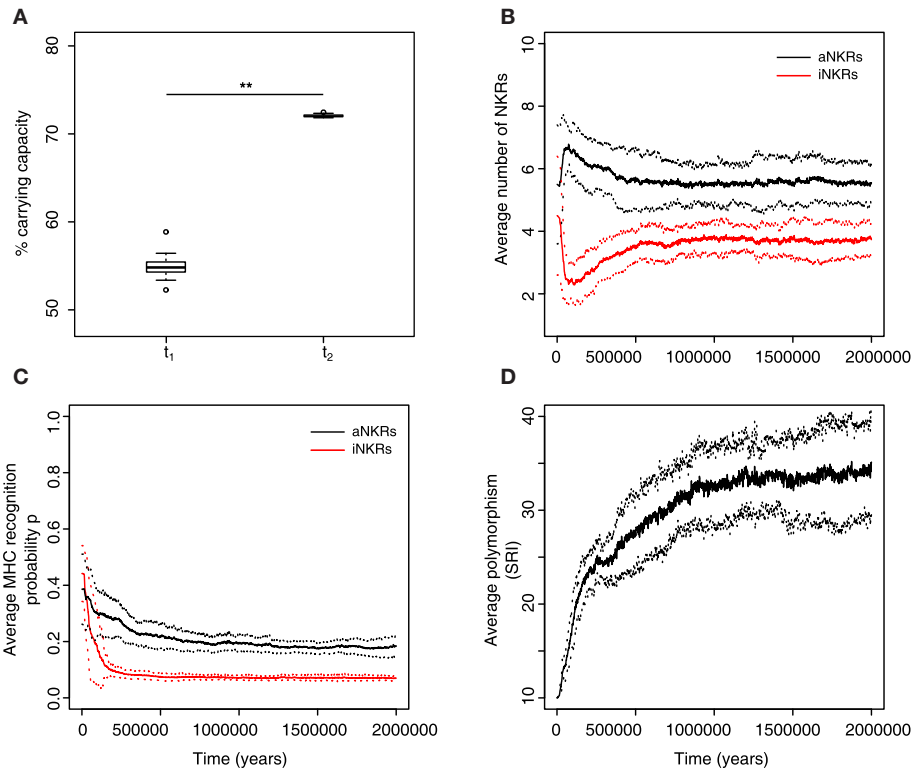 A
% carrying capacity
80
70
60
50
**
t1
t2
B
Average number of NKRs
10
8
6
4
2
aNKRs
iNKRs
0
500000
1000000
1500000
2000000
C
Average MHC recognition
probability p
1.0
0.8
0.6
0.4
0.2
0.0
aNKRs
iNKRs
0
500000
1000000
1500000
2000000
Time (years)
D
Average polymorphism
(SRI)
40
30
20
10
0
500000
1000000
1500000
2000000
Time (years)